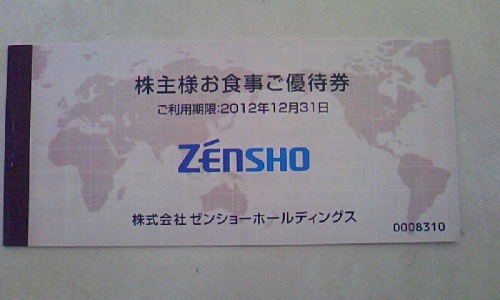 株主様お食事ご優待券
ご利用期限:2012年12月31日
ZÉNSHO
株式会社 ゼンショーホールディングス
0008310